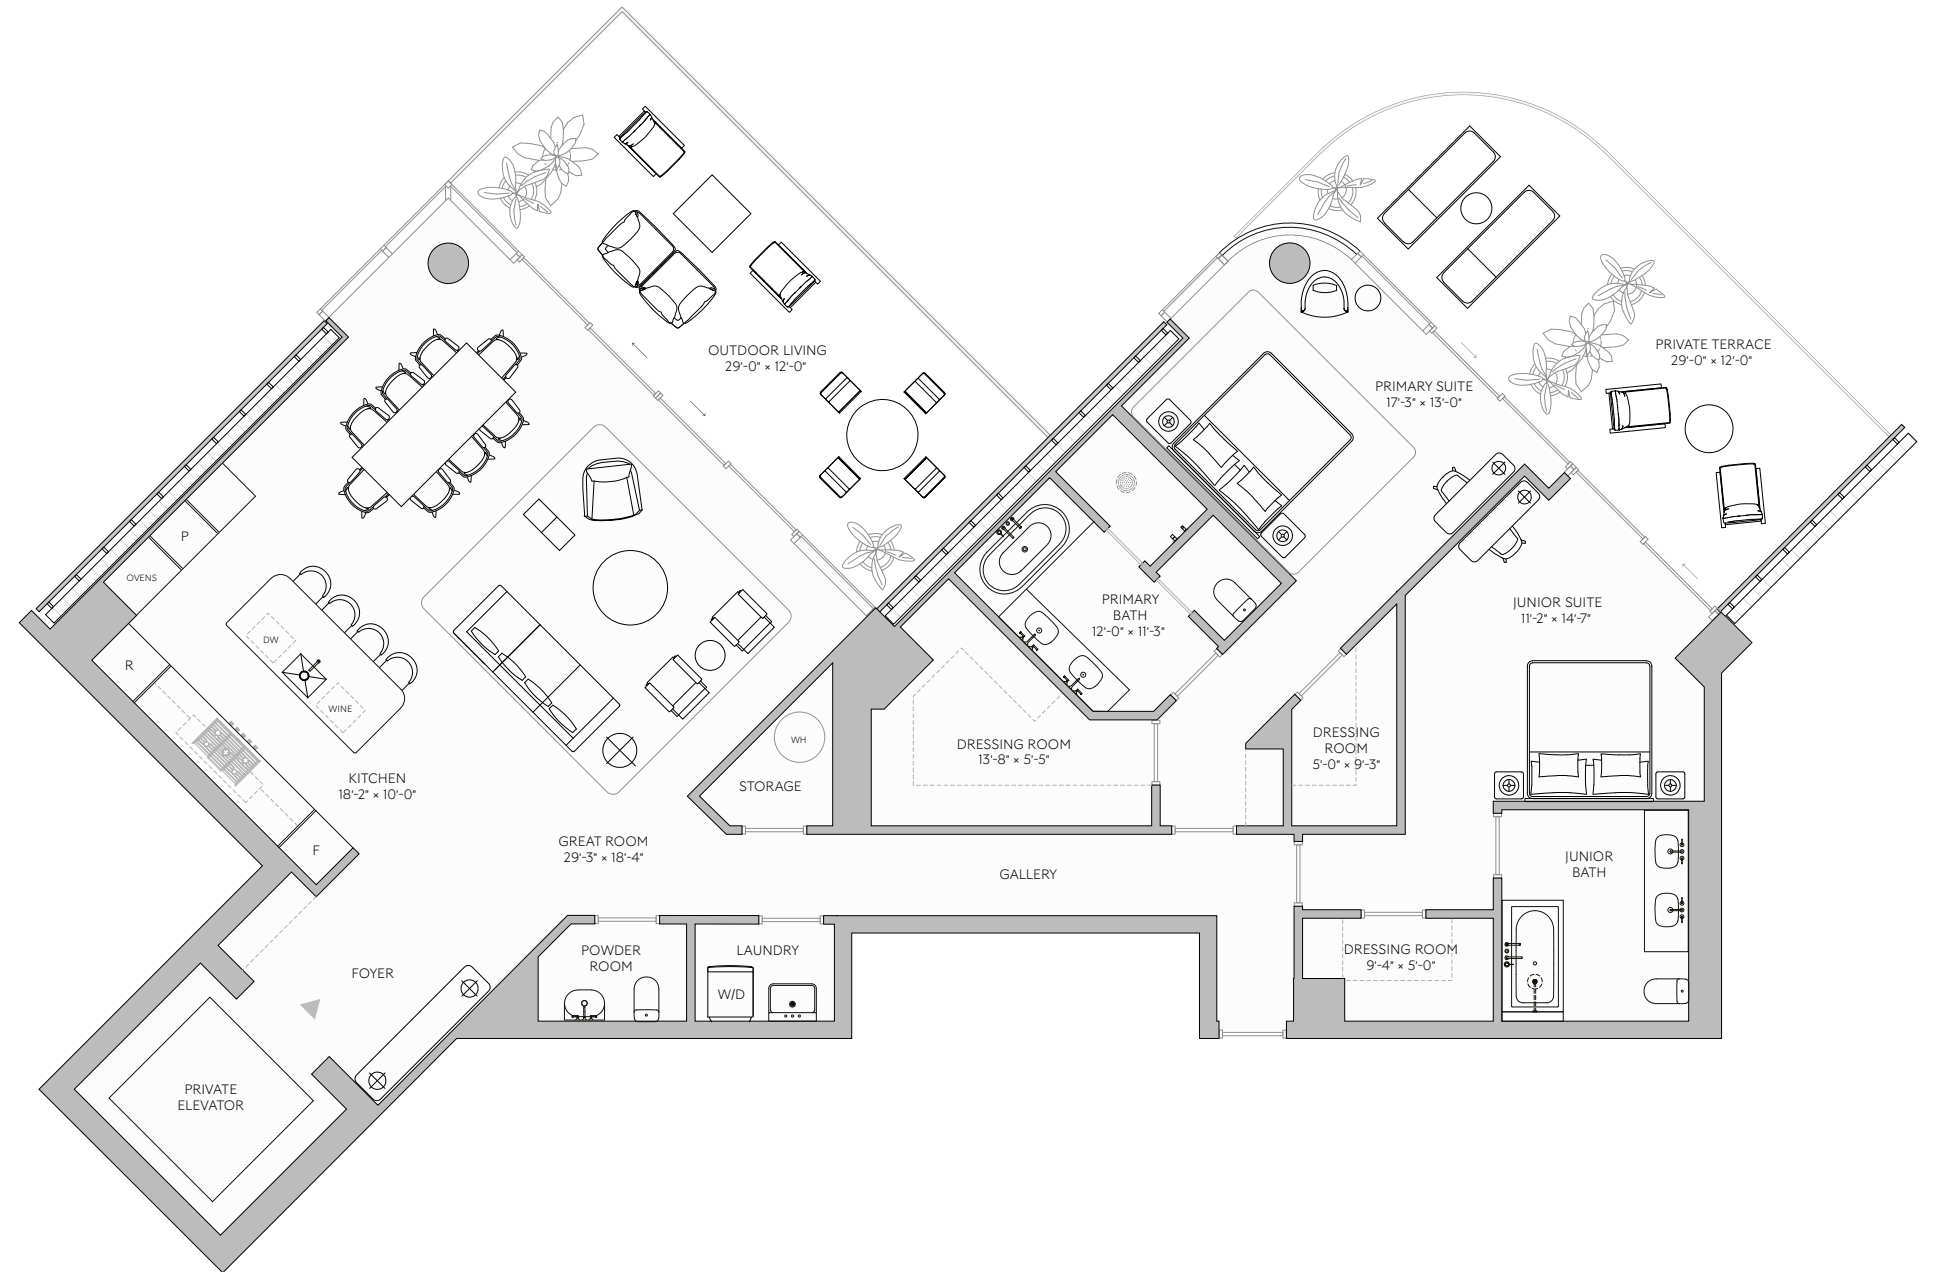 OUTDOOR LIVING
29'-0" × 12'-0"
PRIVATE TERRACE
29'-0" × 12'-0"
PRIMARY SUITE
17'-3" × 13'-0"
P
OVENS
R
DW
WINE
F
KITCHEN
18'-2" × 10'-0"
GREAT ROOM
29'-3" × 18'-4"
WH
STORAGE
DRESSING ROOM
13'-8" × 5'-5"
PRIMARY
BATH
12'-0" × 11'-3"
JUNIOR SUITE
11'-2" × 14'-7"
DRESSING
ROOM
5'-0" × 9'-3"
GALLERY
JUNIOR
BATH
DRESSING ROOM
9'-4" × 5'-0"
POWDER
ROOM
LAUNDRY
W/D
FOYER
PRIVATE
ELEVATOR